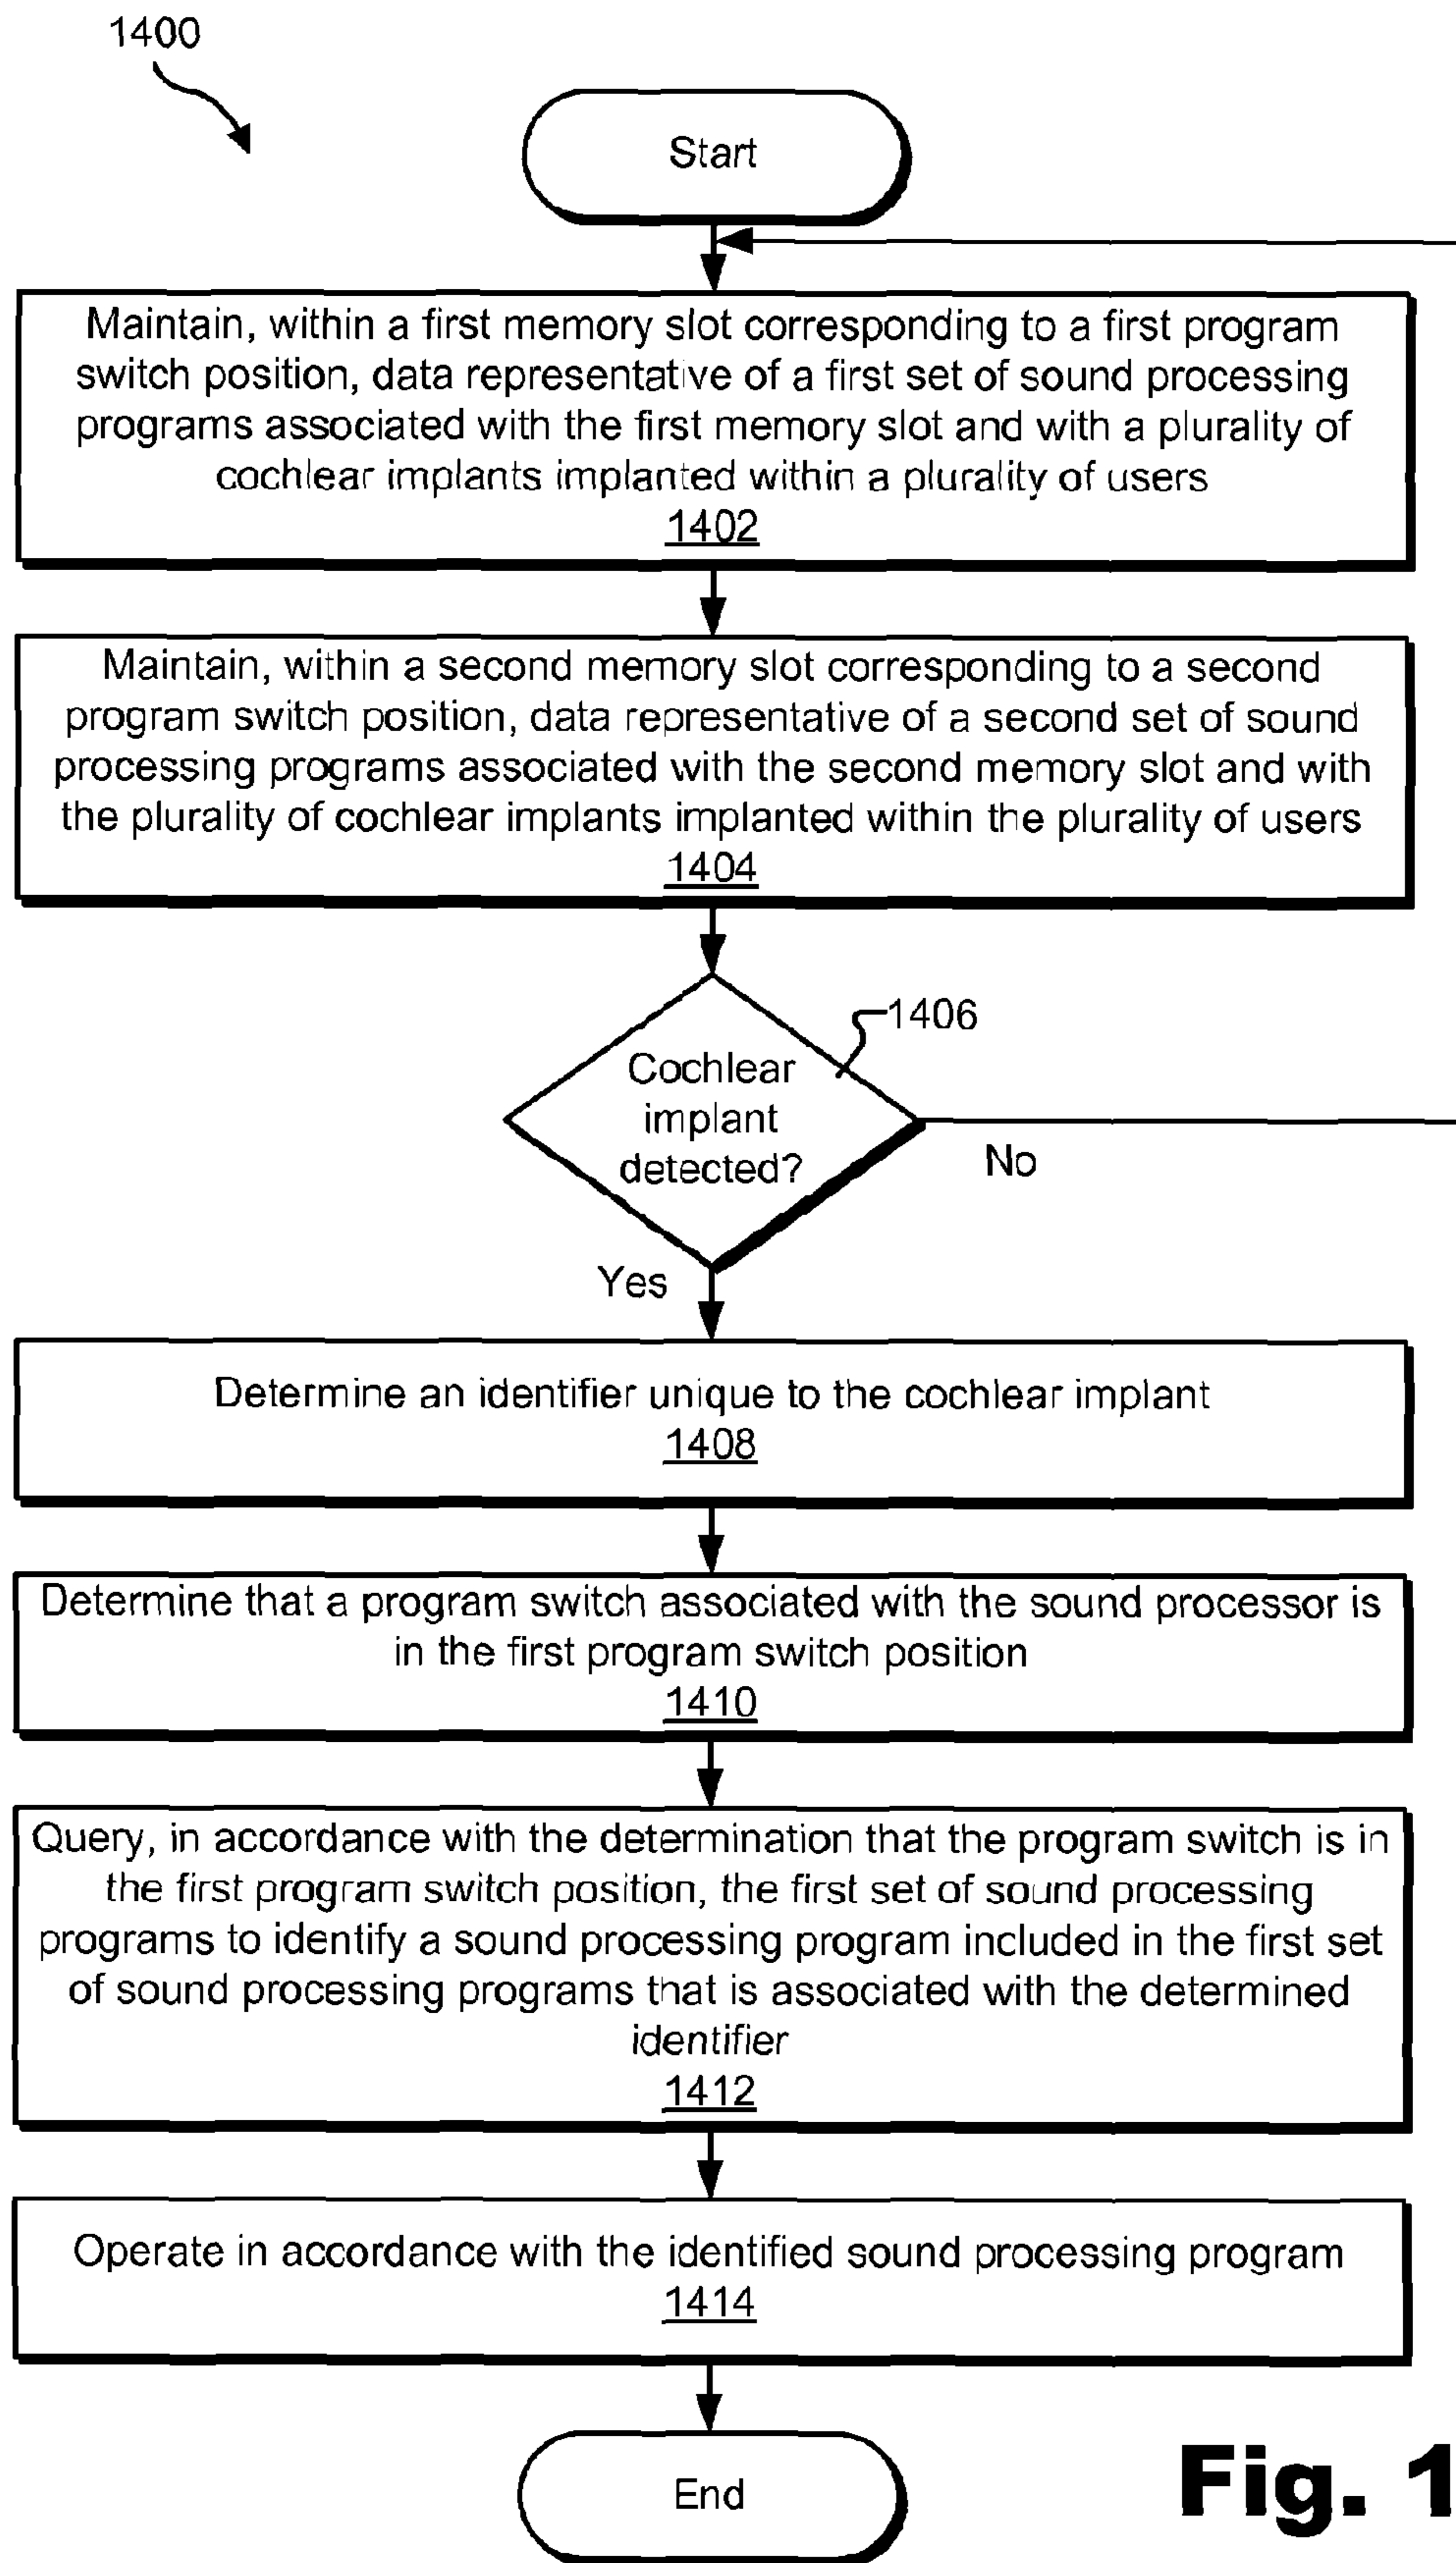 1400
Start
Maintain, within a first memory slot corresponding to a first program
switch position, data representative of a first set of sound processing
programs associated with the first memory slot and with a plurality of
cochlear implants implanted within a plurality of users
1402
Maintain, within a second memory slot corresponding to a second
program switch position, data representative of a second set of sound
processing programs associated with the second memory slot and with
the plurality of cochlear implants implanted within the plurality of users
1404
1406
Cochlear
implant
detected?
No
Yes
Determine an identifier unique to the cochlear implant
1408
Determine that a program switch associated with the sound processor is
in the first program switch position
1410
Query, in accordance with the determination that the program switch is in
the first program switch position, the first set of sound processing
programs to identify a sound processing program included in the first set
of sound processing programs that is associated with the determined
identifier
1412
Operate in accordance with the identified sound processing program
1414
End
Fig. 1